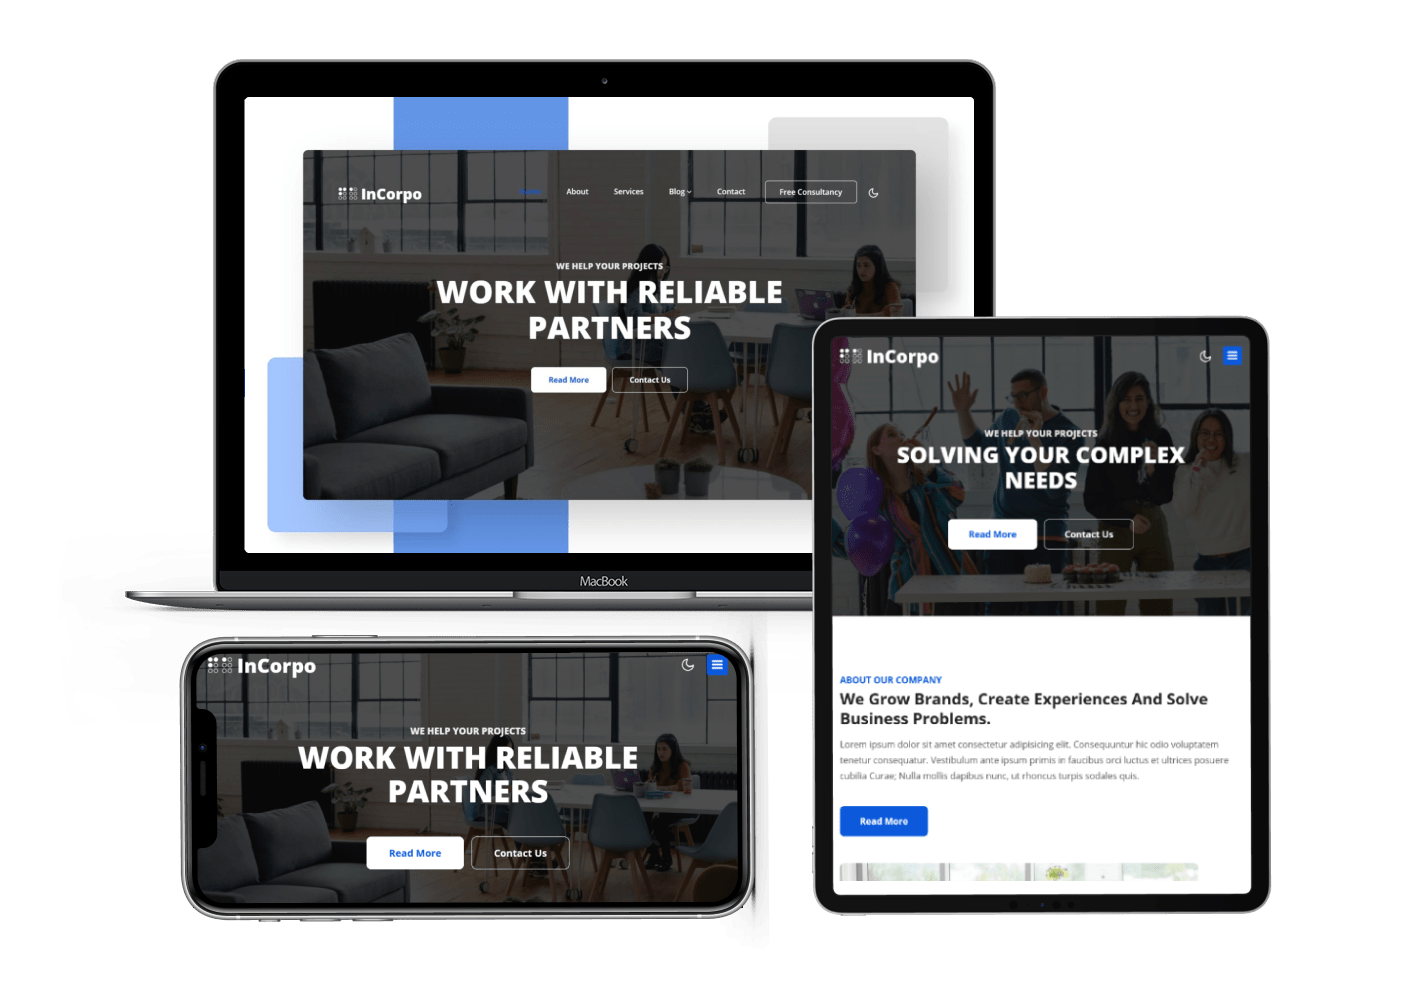 InCorpo
Home About Services Blog Contact Free Consultancy
WE HELP YOUR PROJECTS
WORK WITH RELIABLE
PARTNERS
Read More Contact Us
MacBook
InCorpo
WE HELP YOUR PROJECTS
SOLVING YOUR COMPLEX
NEEDS
Read More Contact Us
ABOUT OUR COMPANY
We Grow Brands, Create Experiences And Solve
Business Problems.
Lorem ipsum dolor sit amet consectetur adipisicing elit. Consequuntur hic odio voluptatem
tenetur consequatur. Vestibulum ante ipsum primis in faucibus orci luctus et ultrices posuere
cubilia Curae; Nulla mollis dapibus nunc, ut rhoncus turpis sodales quis.
Read More
InCorpo
WE HELP YOUR PROJECTS
WORK WITH RELIABLE
PARTNERS
Read More Contact Us